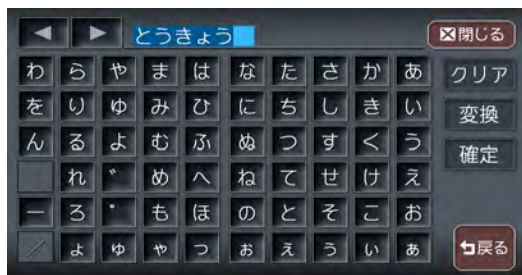 ◀ ▶ とうきょう ☒閉じる
わ ら や ま は な た さ か あ クリア
を り ゆ み ひ に ち し き い 変換
ん る よ む ふ ぬ つ す く う 確定
れ ゛ め へ ね て せ け え
ー ろ ゜ も ほ の と そ こ お
／ ょ ゅ ゃ っ ぉ ぇ ぅ ぃ ぁ 戻る